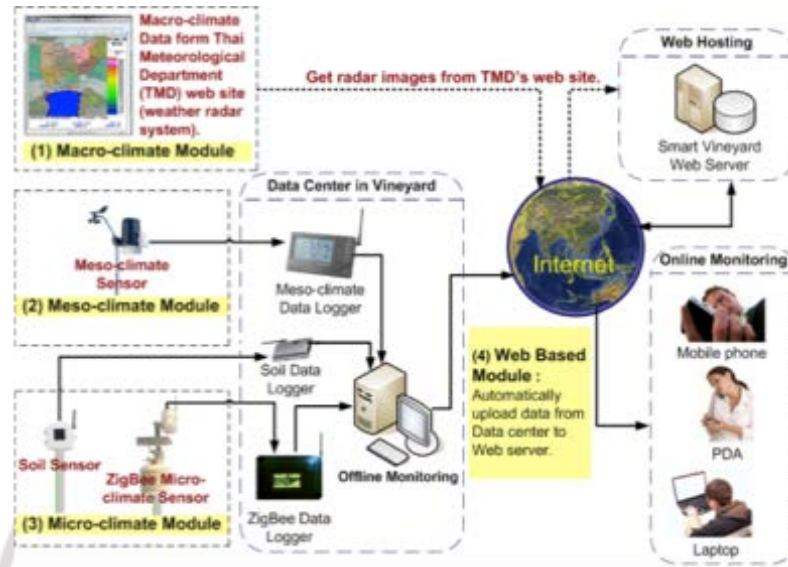 Macro-climate
Data form Thai
Meteorological
Department
(TMD) web site
(weather radar
system).
(1) Macro-climate Module
Get radar images from TMD's web site.
Web Hosting
Smart Vineyard
Web Server
Data Center in Vineyard
Meso-climate
Sensor
(2) Meso-climate Module
Meso-climate
Data Logger
Internet
Online Monitoring
Mobile phone
PDA
Laptop
(4) Web Based
Module :
Automatically
upload data from
Data center to
Web server.
Soil Data
Logger
Offline Monitoring
Soil Sensor
ZigBee Micro-
climate Sensor
(3) Micro-climate Module
ZigBee Data
Logger